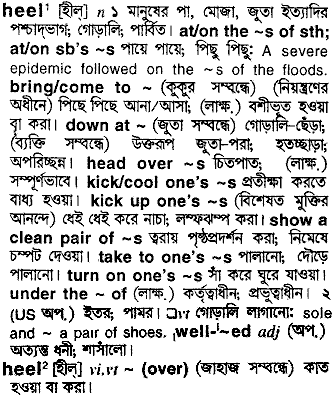 heel¹ [হীল্] n ১ মানুষের পা, মোজা, জুতা ইত্যাদির
পশ্চাদ্ভাগ; গোড়ালি; পার্ষ্ণি। at/on the ~s of sth;
at/on sb's ~s পায়ে পায়ে; পিছু পিছু: A severe
epidemic followed on the ~s of the floods.
bring/come to ~ (কুকুর সম্বন্ধে) (নিয়ন্ত্রণের
অধীনে) পিছে পিছে আনা/আসা; (লাক্ষ.) বশীভূত হওয়া
বা করা। down at ~ (জুতা সম্বন্ধে) গোড়ালি-ছেঁড়া;
(ব্যক্তি সম্বন্ধে) উক্তরূপ জুতা-পরা; হতচ্ছাড়া;
অপরিচ্ছন্ন। head over ~s চিতপাত; (লাক্ষ.)
সম্পূর্ণভাবে। kick/cool one's ~s প্রতীক্ষা করতে
বাধ্য হওয়া। kick up one's ~s (বিশেষত মুক্তির
আনন্দে) ধেই ধেই করে নাচা; লম্ফঝম্প করা। show a
clean pair of ~s ত্বরায় পৃষ্ঠপ্রদর্শন করা; নিমেষে
চম্পট দেওয়া। take to one's ~s পালানো; দৌড়ে
পালানো। turn on one's ~s সাঁ করে ঘুরে যাওয়া।
under the ~ of (লাক্ষ.) কর্তৃত্বাধীন; প্রভুত্বাধীন। ২
(US অপ.) ইতর; পামর। □vt গোড়ালি লাগানো: sole
and ~ a pair of shoes. ˌwell-ˈ~ed adj (অপ.)
অত্যন্ত ধনী; শাঁসালো।
heel² [হীল্] vi,vt ~ (over) (জাহাজ সম্বন্ধে) কাত
হওয়া বা করা।